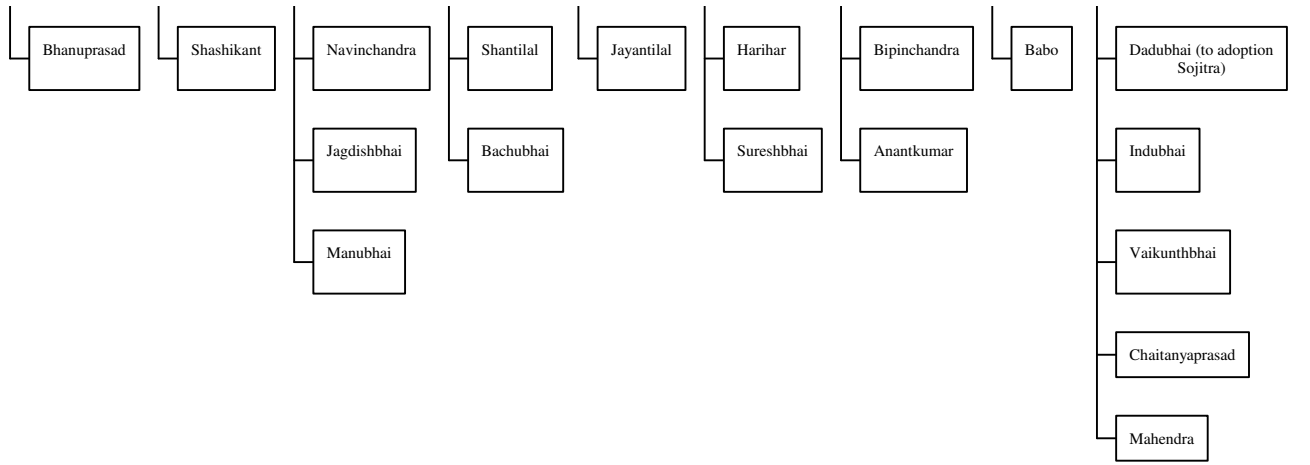 Bhanuprasad
Shashikant
Navinchandra
Shantilal
Jayantilal
Harihar
Bipinchandra
Babo
Dadubhai (to adoption
Sojitra)
Jagdishbhai
Bachubhai
Sureshbhai
Anantkumar
Indubhai
Manubhai
Vaikunthbhai
Chaitanyaprasad
Mahendra